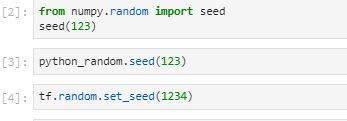 [2]: from numpy.random import seed
seed(123)
[3]: python_random.seed(123)
[4]: tf.random.set_seed(1234)